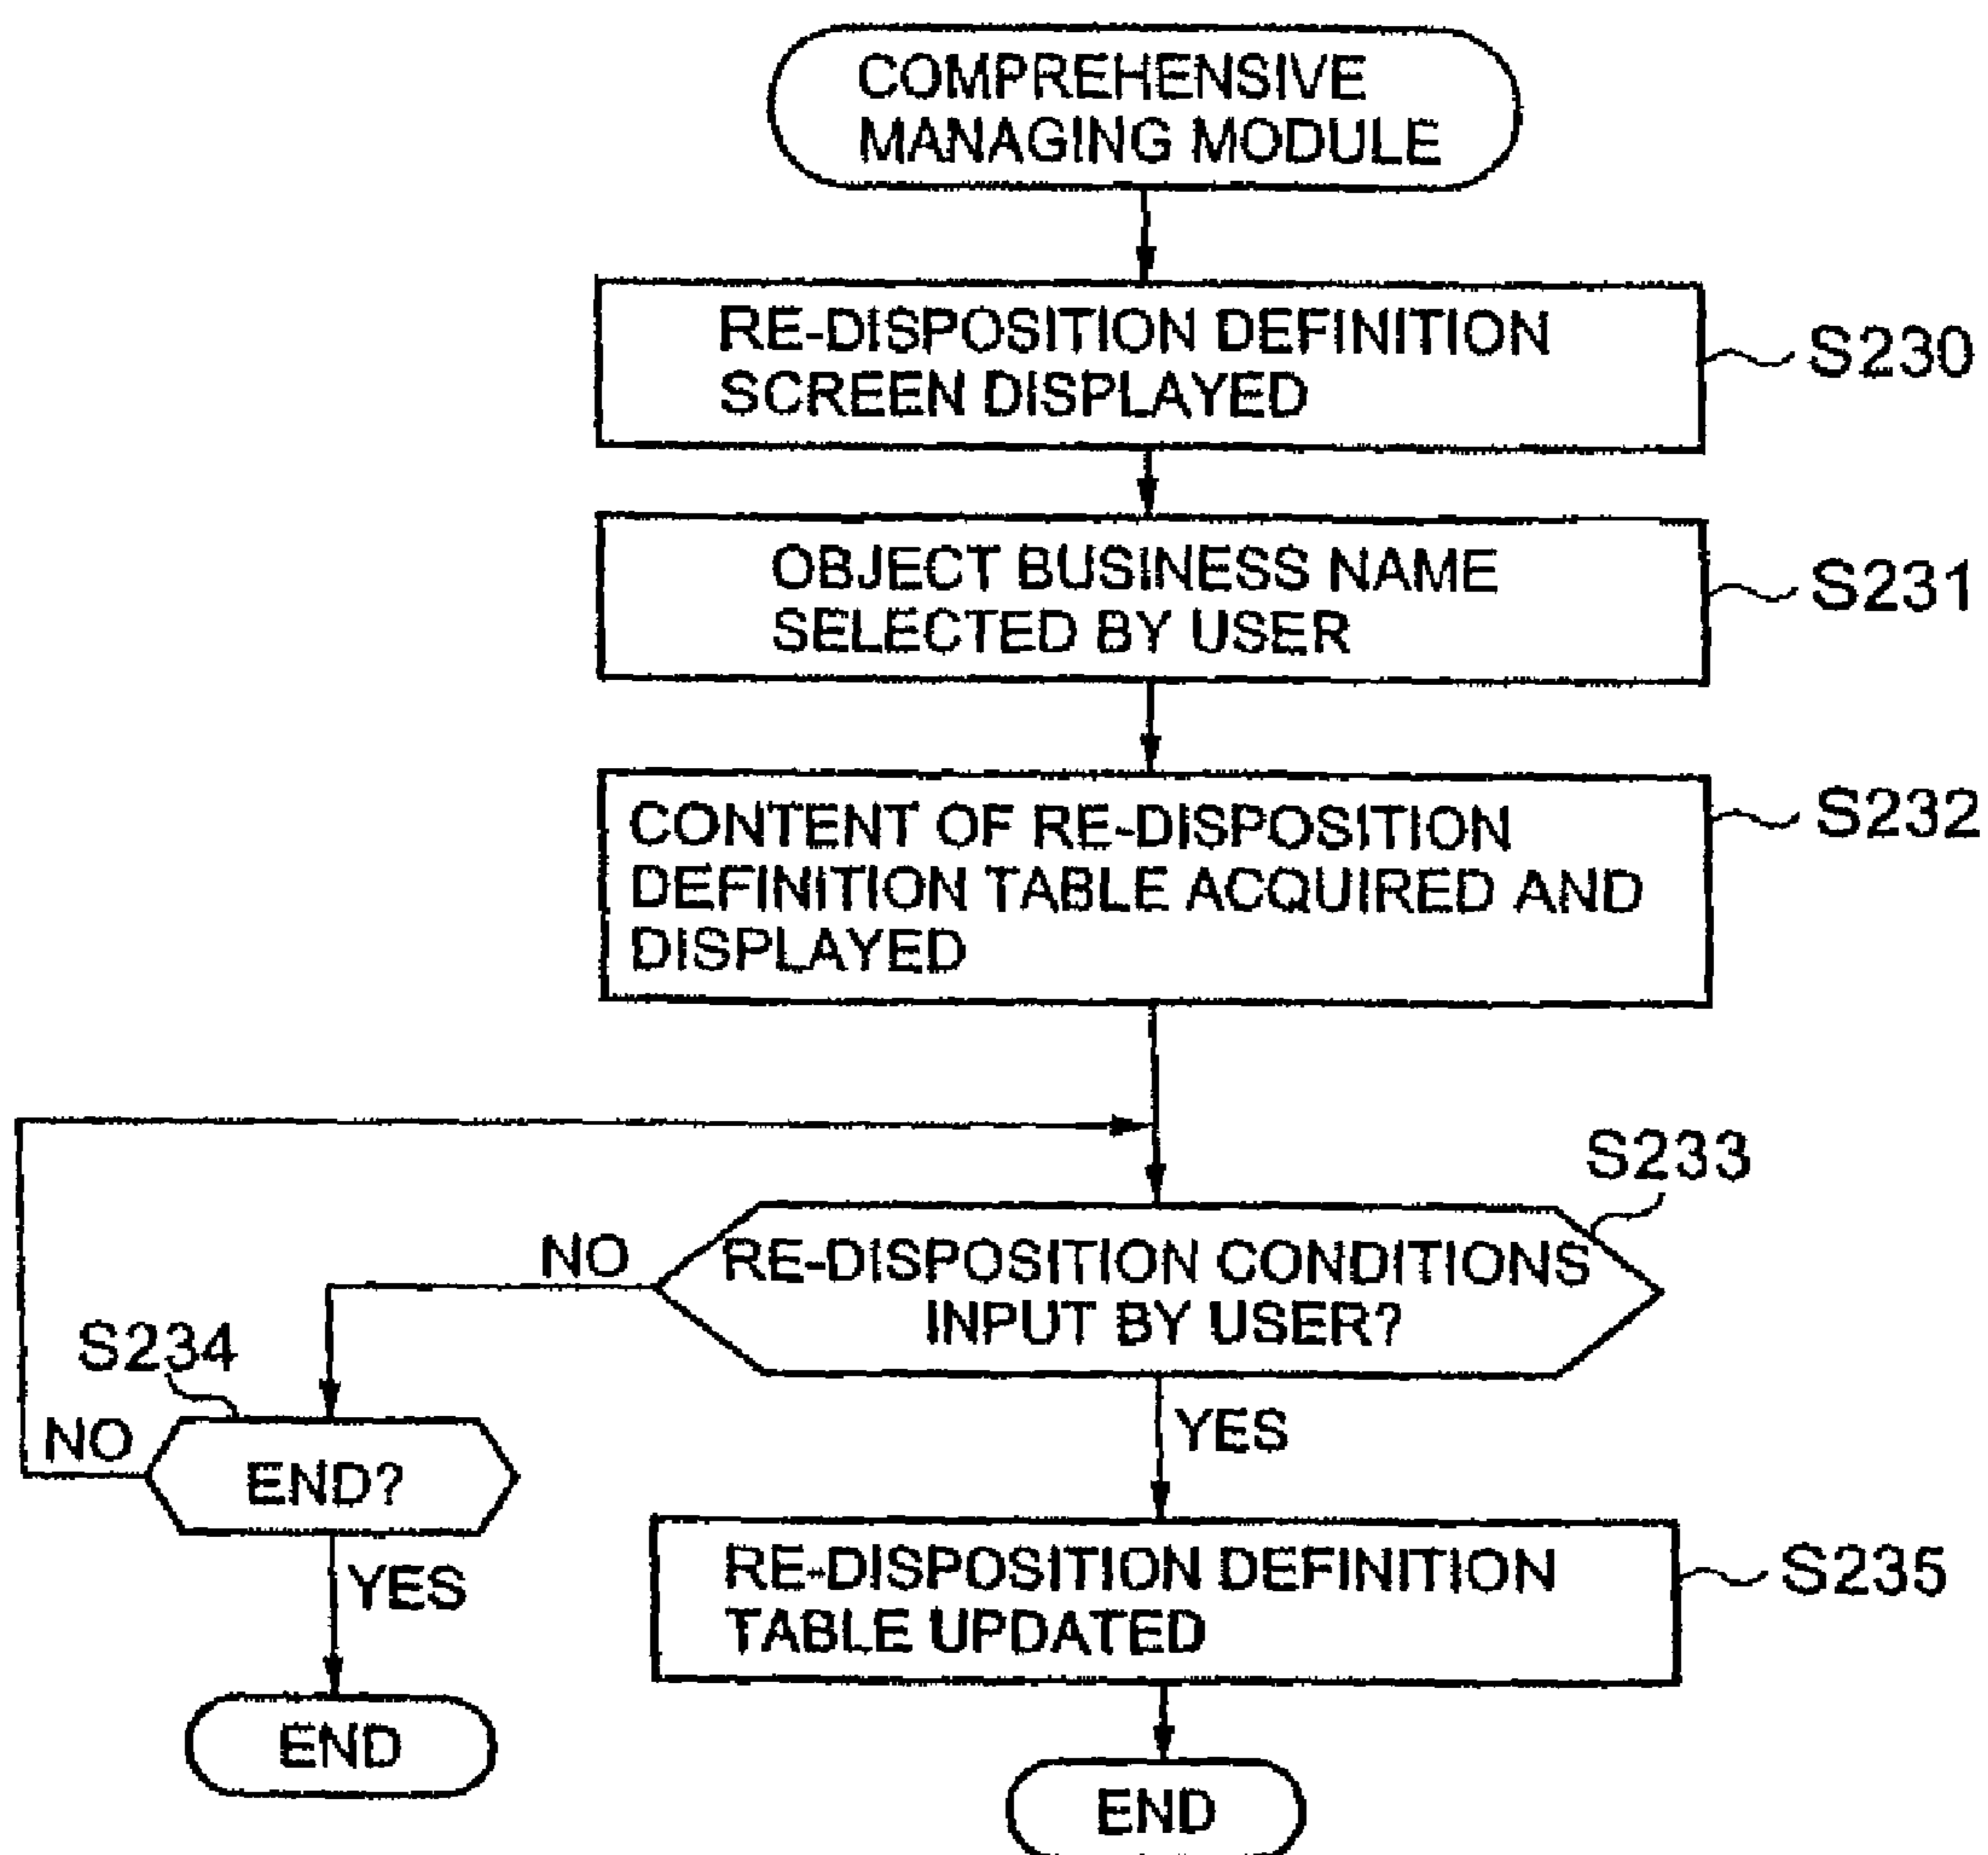 COMPREHENSIVE
MANAGING MODULE
RE-DISPOSITION DEFINITION
SCREEN DISPLAYED
S230
OBJECT BUSINESS NAME
SELECTED BY USER
S231
CONTENT OF RE-DISPOSITION
DEFINITION TABLE ACQUIRED AND
DISPLAYED
S232
S233
RE-DISPOSITION CONDITIONS
INPUT BY USER?
NO
S234
NO
END?
YES
YES
RE-DISPOSITION DEFINITION
TABLE UPDATED
S235
END
END